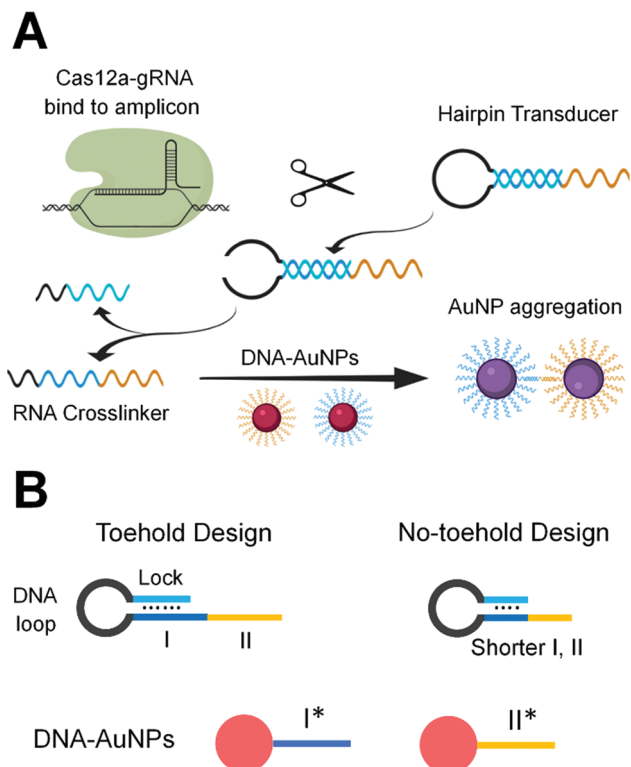 A
Cas12a-gRNA
bind to amplicon
Hairpin Transducer
AuNP aggregation
DNA-AuNPs
RNA Crosslinker
B
Toehold Design
No-toehold Design
DNA
loop
Lock
I
II
Shorter I, II
DNA-AuNPs
I*
II*